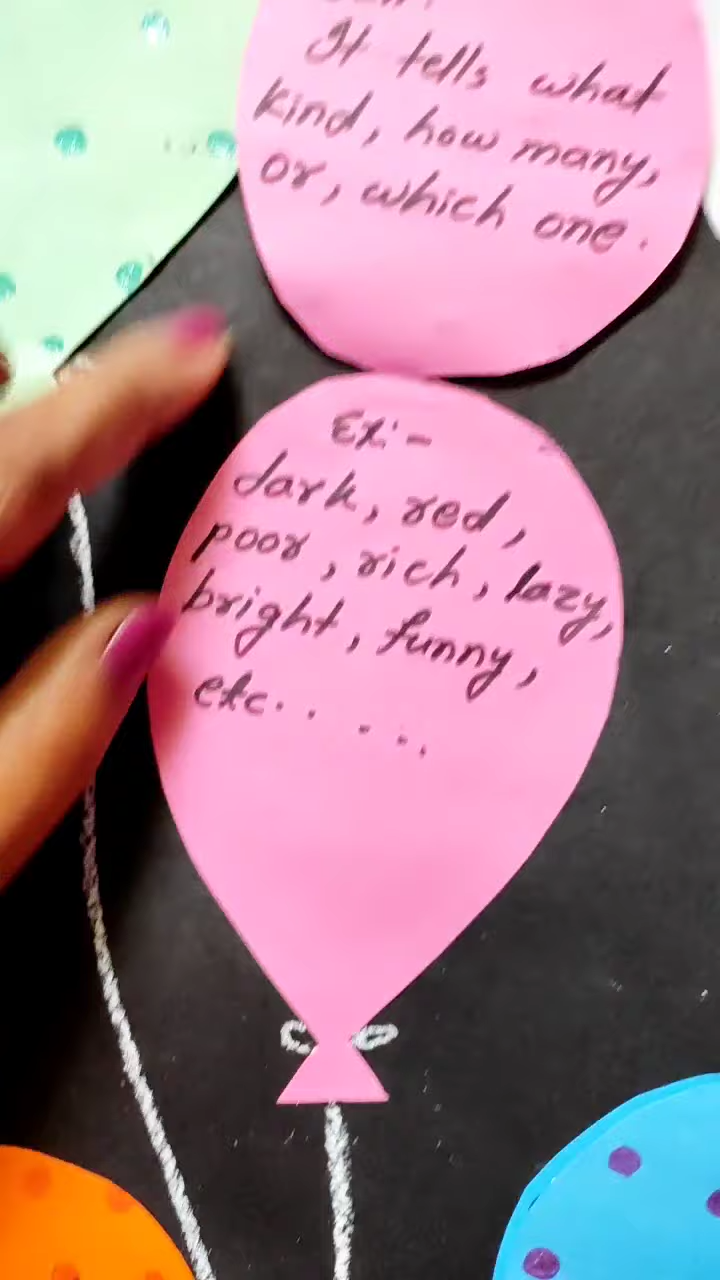 It tells what
kind, how many,
or, which one.
Ex:-
dark, red,
poor, rich, lazy,
bright, funny,
etc.. ....